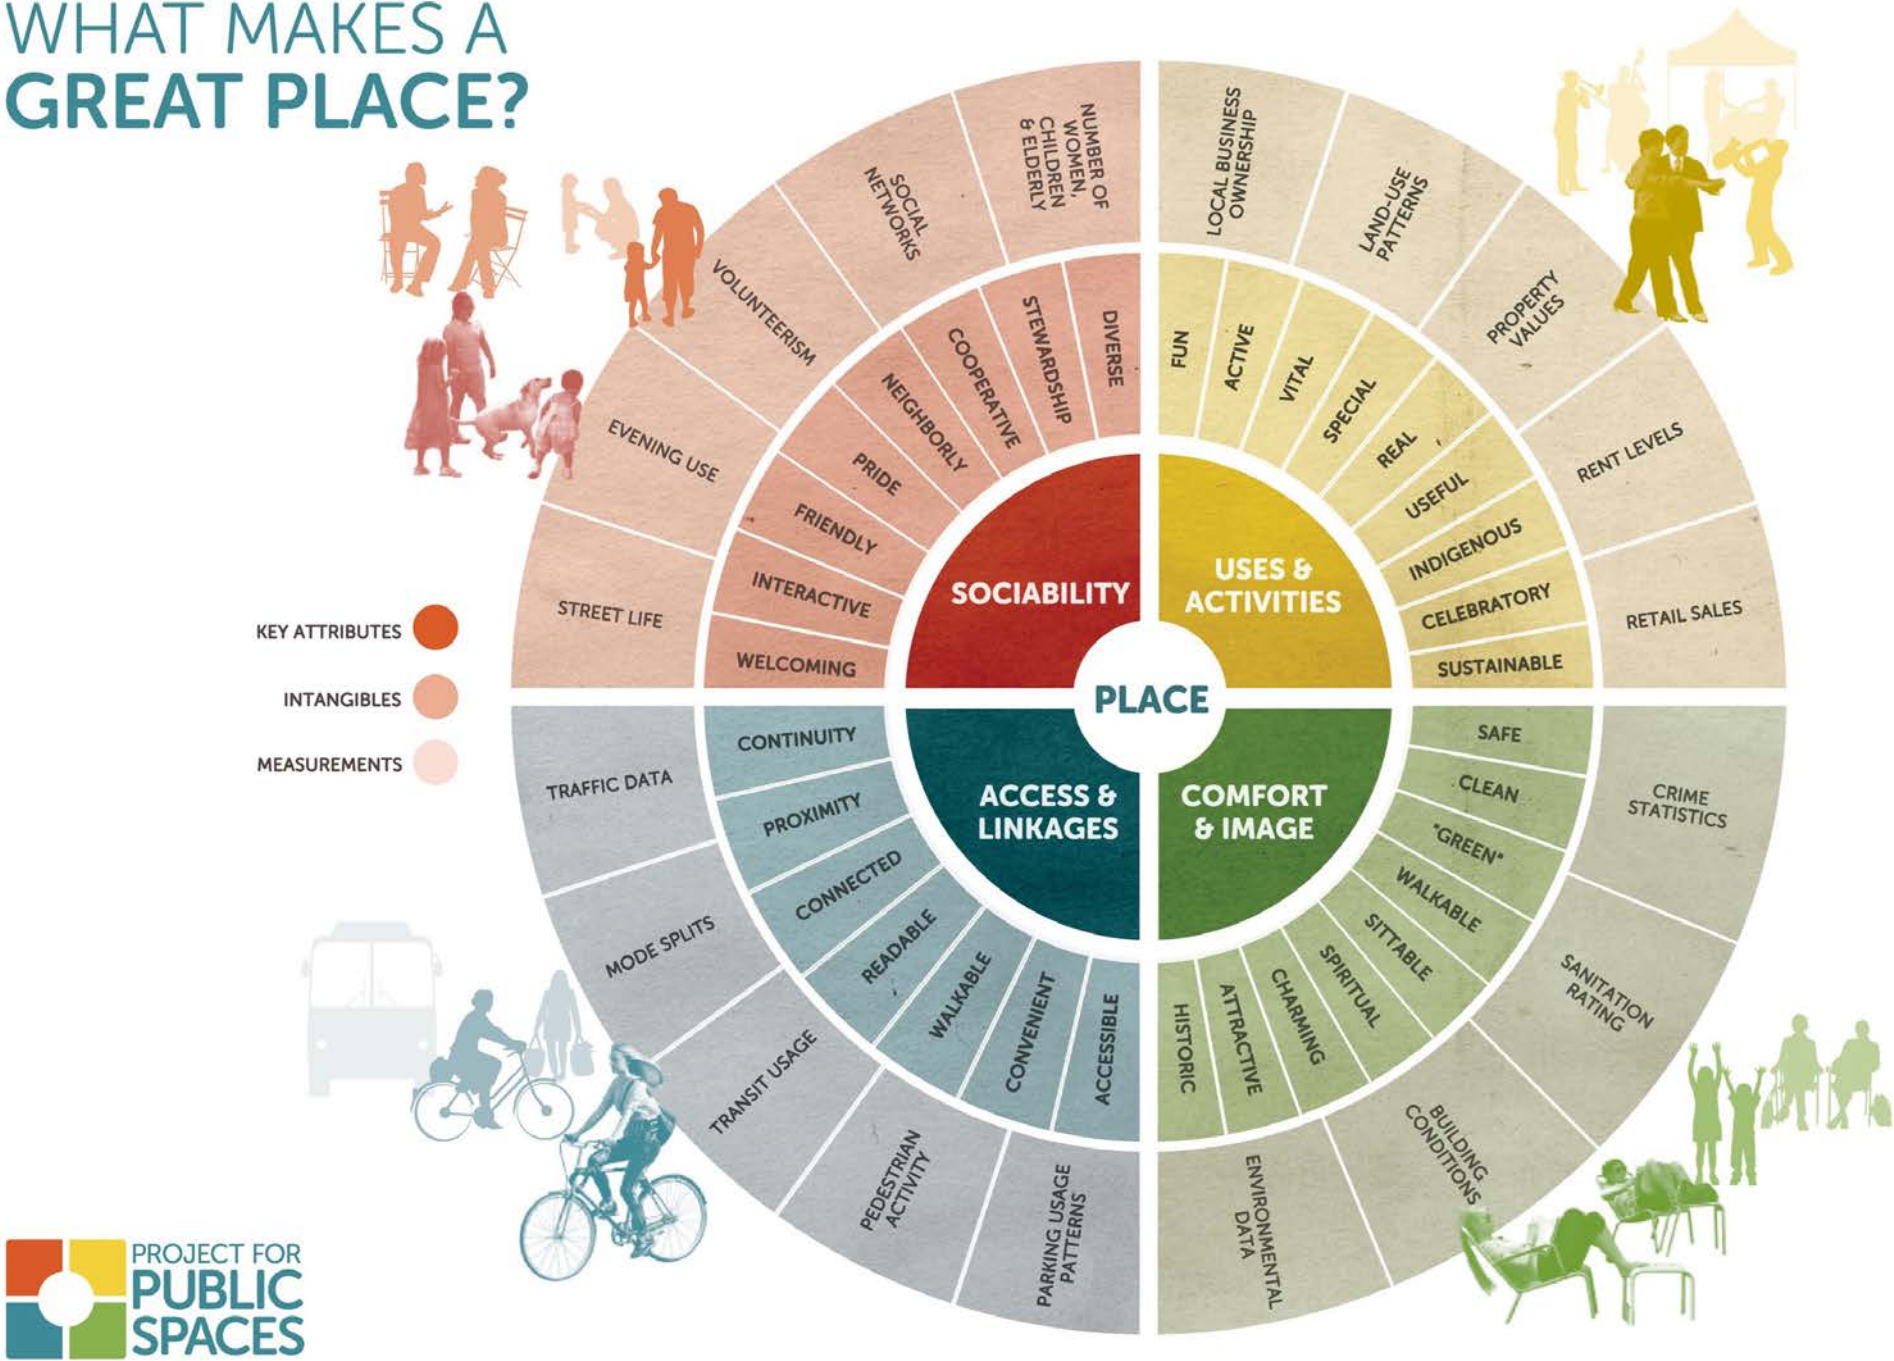 WHAT MAKES A
GREAT PLACE?
KEY ATTRIBUTES
INTANGIBLES
MEASUREMENTS
PLACE
SOCIABILITY
USES &
ACTIVITIES
ACCESS &
LINKAGES
COMFORT
& IMAGE
DIVERSE
STEWARDSHIP
COOPERATIVE
NEIGHBORLY
PRIDE
FRIENDLY
INTERACTIVE
WELCOMING
NUMBER OF
WOMEN,
CHILDREN
& ELDERLY
SOCIAL
NETWORKS
VOLUNTEERISM
EVENING USE
STREET LIFE
FUN
ACTIVE
VITAL
SPECIAL
REAL
USEFUL
INDIGENOUS
CELEBRATORY
SUSTAINABLE
LOCAL BUSINESS
OWNERSHIP
LAND-USE
PATTERNS
PROPERTY
VALUES
RENT LEVELS
RETAIL SALES
CONTINUITY
PROXIMITY
CONNECTED
READABLE
WALKABLE
CONVENIENT
ACCESSIBLE
TRAFFIC DATA
MODE SPLITS
TRANSIT USAGE
PEDESTRIAN
ACTIVITY
PARKING USAGE
PATTERNS
SAFE
CLEAN
"GREEN"
WALKABLE
SITTABLE
SPIRITUAL
CHARMING
ATTRACTIVE
HISTORIC
CRIME
STATISTICS
SANITATION
RATING
BUILDING
CONDITIONS
ENVIRONMENTAL
DATA
PROJECT FOR
PUBLIC
SPACES